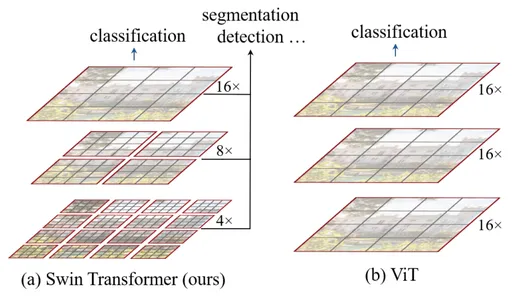 segmentation
classification detection …
16×
8×
4×
(a) Swin Transformer (ours)
classification
16×
16×
16×
(b) ViT